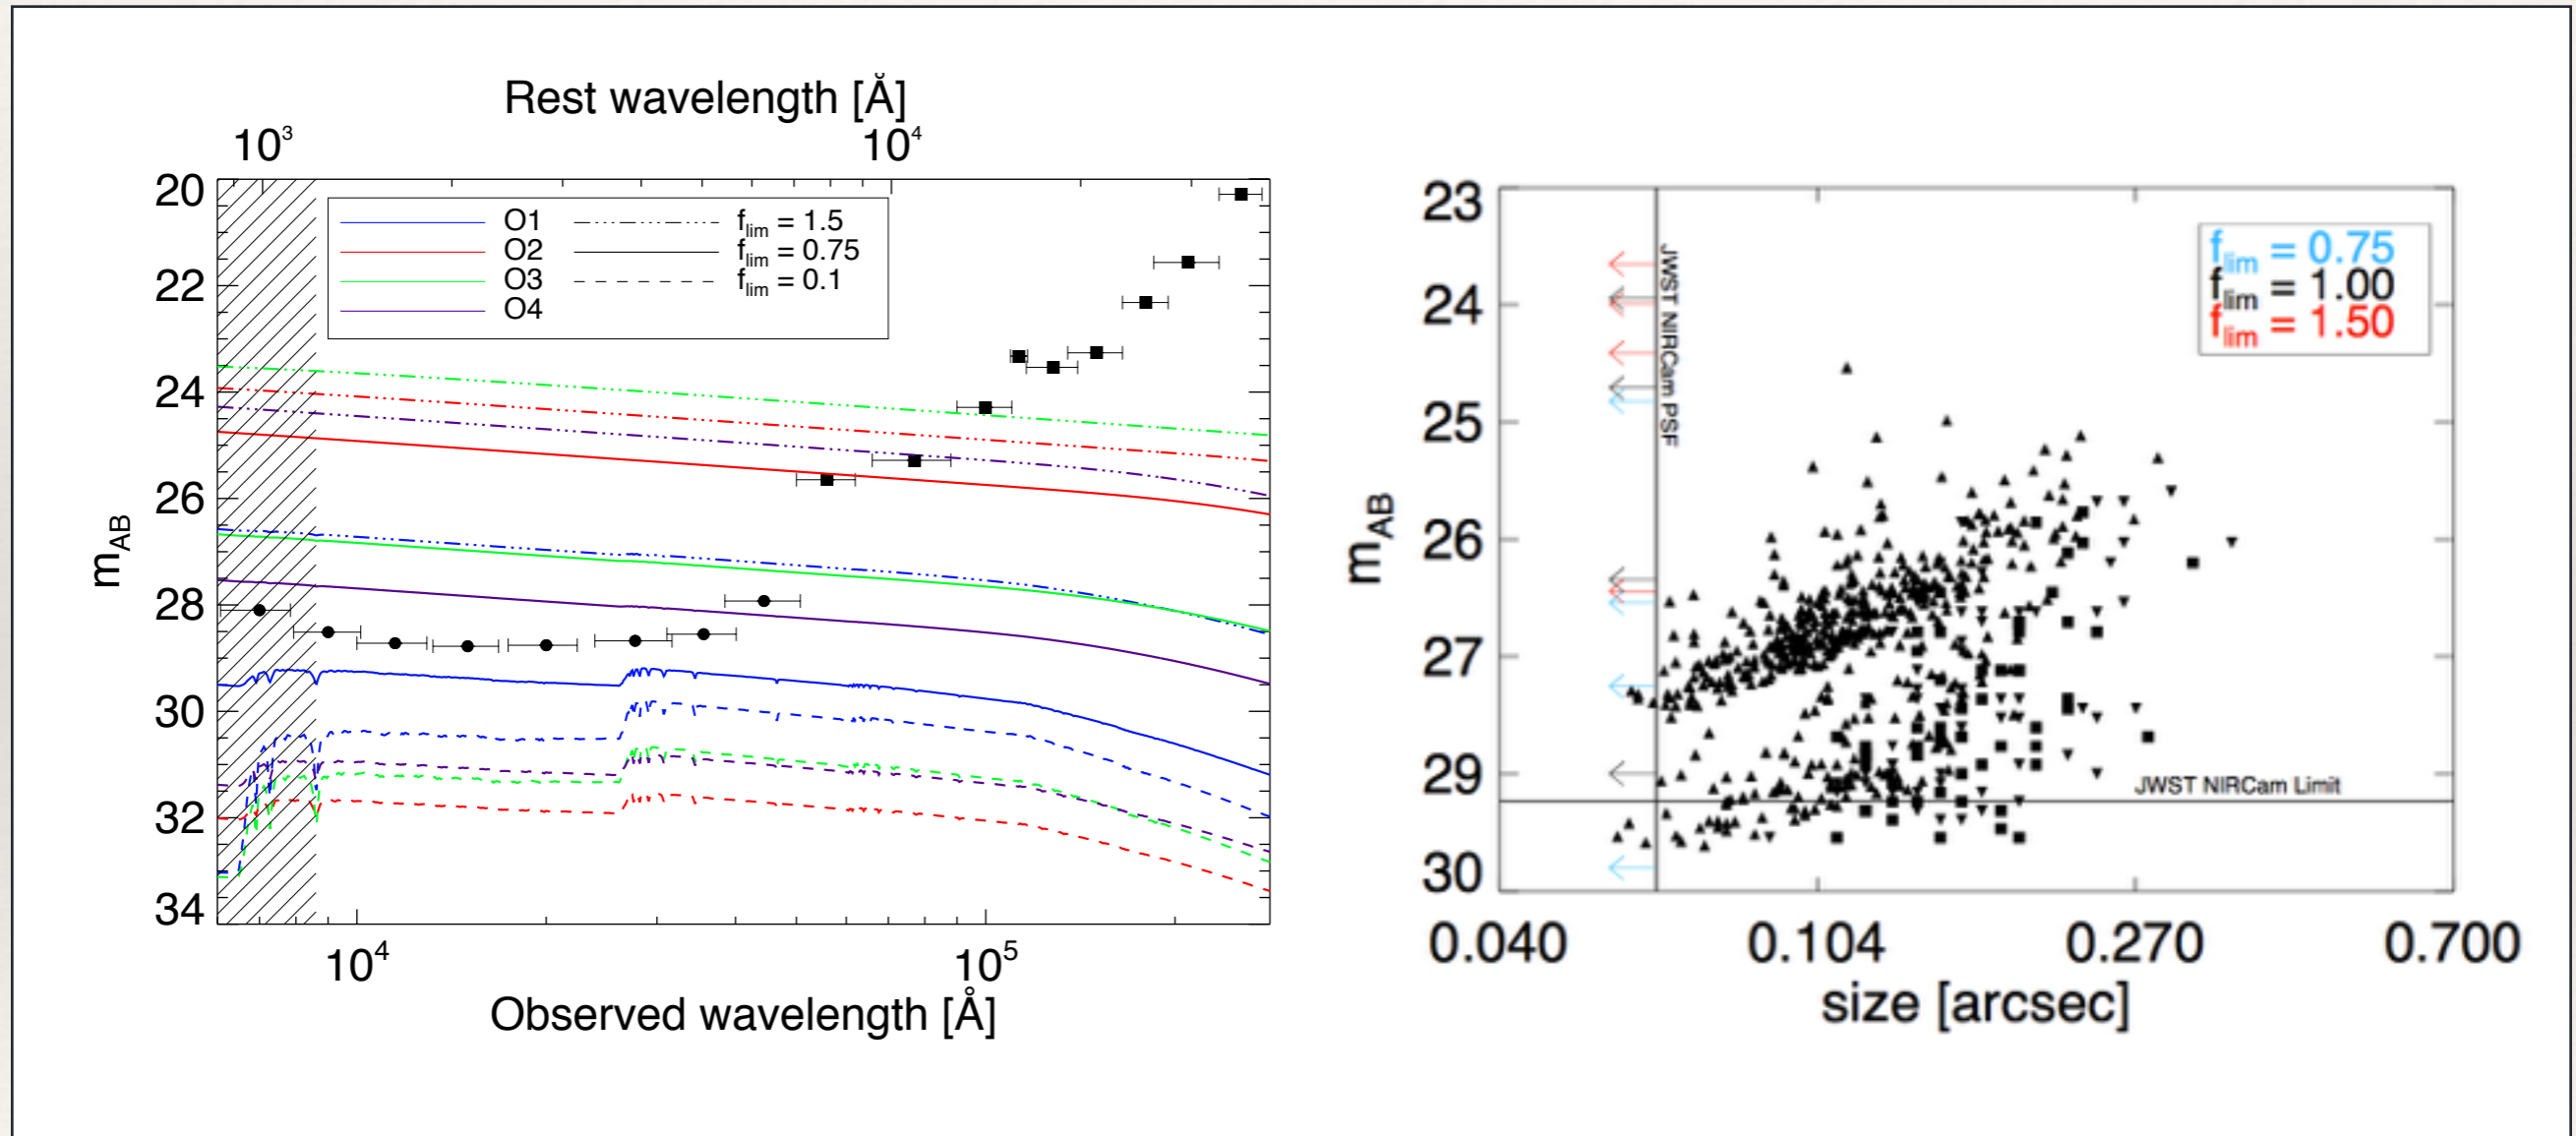 Rest wavelength [Å]
10³ 10⁴
20
22
24
26
28
30
32
34
m_AB
O1
O2
O3
O4
f_lim = 1.5
f_lim = 0.75
f_lim = 0.1
10⁴ 10⁵
Observed wavelength [Å]
23
24
25
26
27
29
30
m_AB
JWST NIRCam PSF
f_lim = 0.75
f_lim = 1.00
f_lim = 1.50
JWST NIRCam Limit
0.040 0.104 0.270 0.700
size [arcsec]